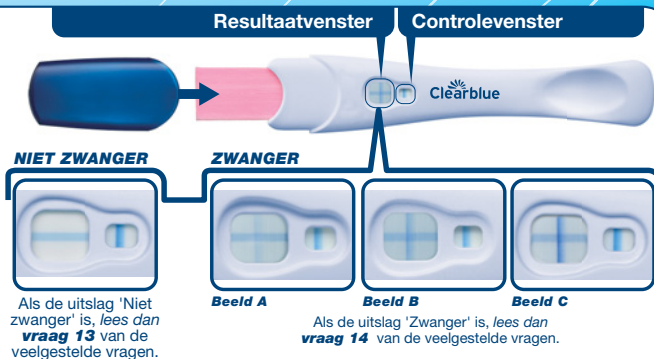 Resultaatvenster
Controlevenster
Clearblue
NIET ZWANGER
ZWANGER
Als de uitslag 'Niet
zwanger' is, lees dan
vraag 13 van de
veelgestelde vragen.
Beeld A
Beeld B
Beeld C
Als de uitslag 'Zwanger' is, lees dan
vraag 14 van de veelgestelde vragen.